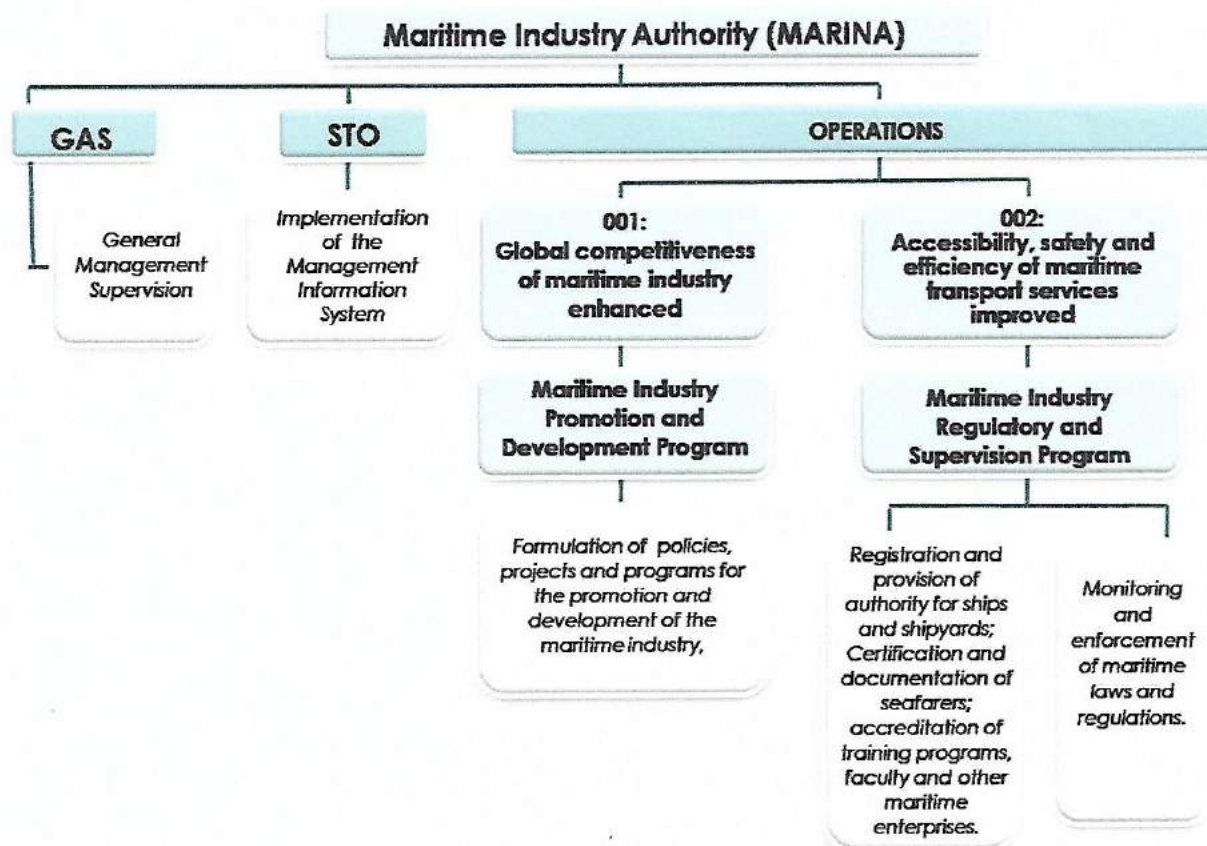 Maritime Industry Authority (MARINA)
GAS
STO
OPERATIONS
General
Management
Supervision
Implementation
of the
Management
Information
System
001:
Global competitiveness
of maritime industry
enhanced
002:
Accessibility, safety and
efficiency of maritime
transport services
improved
Maritime Industry
Promotion and
Development Program
Maritime Industry
Regulatory and
Supervision Program
Formulation of policies,
projects and programs for
the promotion and
development of the
maritime industry,
Registration and
provision of
authority for ships
and shipyards;
Certification and
documentation of
seafarers;
accreditation of
training programs,
faculty and other
maritime
enterprises.
Monitoring
and
enforcement
of maritime
laws and
regulations.